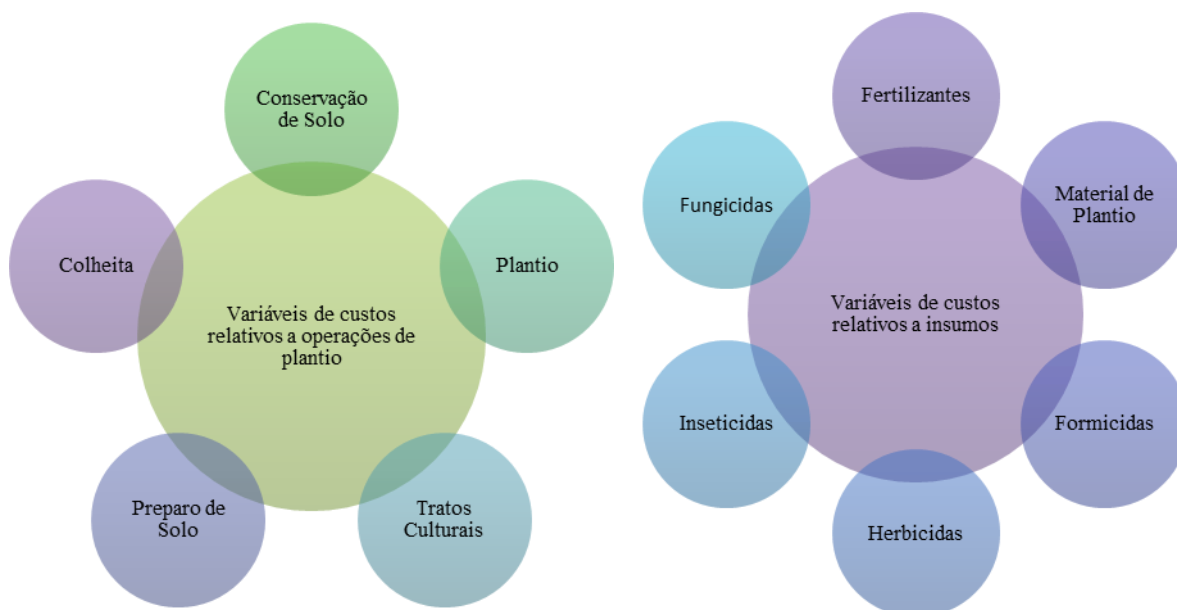 Conservação
de Solo
Plantio
Tratos
Culturais
Preparo de
Solo
Colheita
Variáveis de custos
relativos a operações de
plantio
Fertilizantes
Material de
Plantio
Formicidas
Herbicidas
Inseticidas
Fungicidas
Variáveis de custos
relativos a insumos